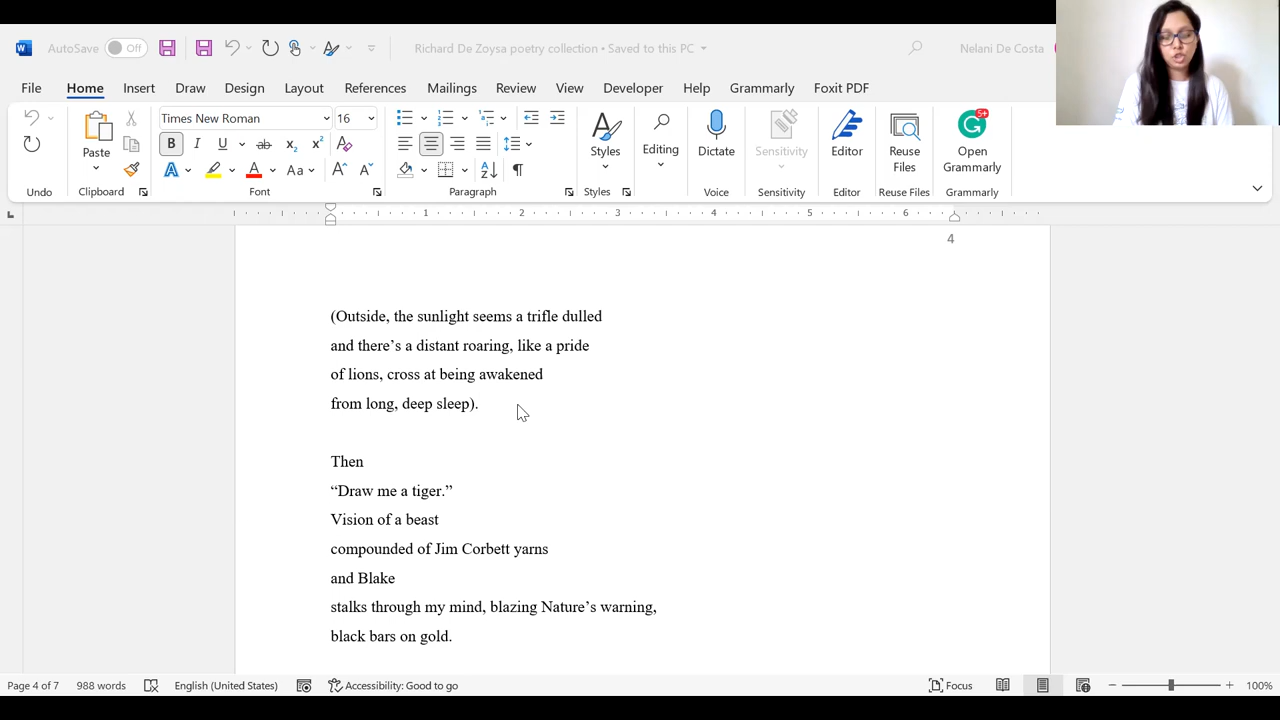 AutoSave Off Richard De Zoysa poetry collection • Saved to this PC Nelani De Costa
File Home Insert Draw Design Layout References Mailings Review View Developer Help Grammarly Foxit PDF
Times New Roman 16
Paste Styles Editing Dictate Sensitivity Editor Reuse Files Open Grammarly
Undo Clipboard Font Paragraph Styles Voice Sensitivity Editor Reuse Files Grammarly
1 2 3 4 5 6
4
(Outside, the sunlight seems a trifle dulled
and there’s a distant roaring, like a pride
of lions, cross at being awakened
from long, deep sleep).
Then
“Draw me a tiger.”
Vision of a beast
compounded of Jim Corbett yarns
and Blake
stalks through my mind, blazing Nature’s warning,
black bars on gold.
Page 4 of 7 988 words English (United States) Accessibility: Good to go Focus 100%